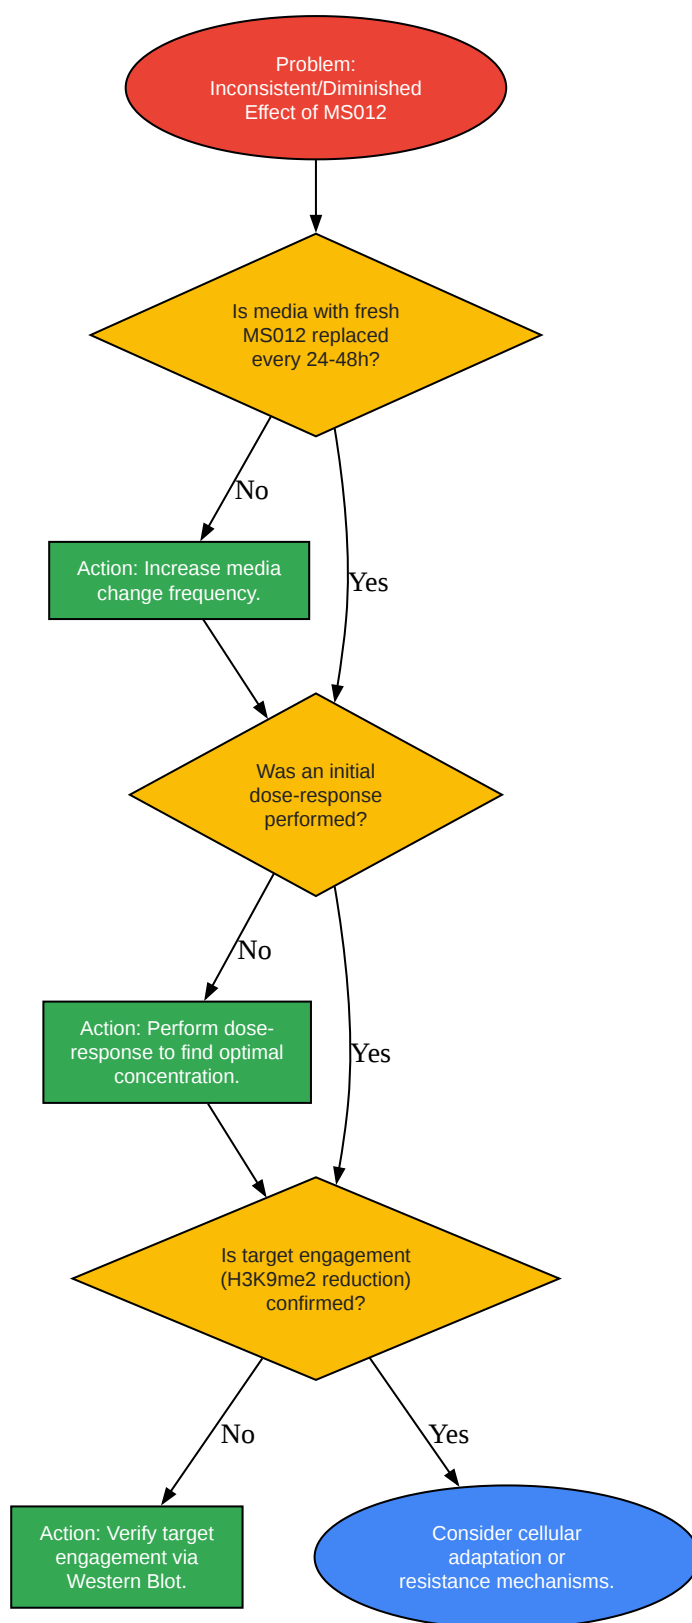 Problem:
Inconsistent/Diminished
Effect of MS012
Is media with fresh
MS012 replaced
every 24-48h?
No
Yes
Action: Increase media
change frequency.
Was an initial
dose-response
performed?
No
Yes
Action: Perform dose-
response to find optimal
concentration.
Is target engagement
(H3K9me2 reduction)
confirmed?
No
Yes
Action: Verify target
engagement via
Western Blot.
Consider cellular
adaptation or
resistance mechanisms.